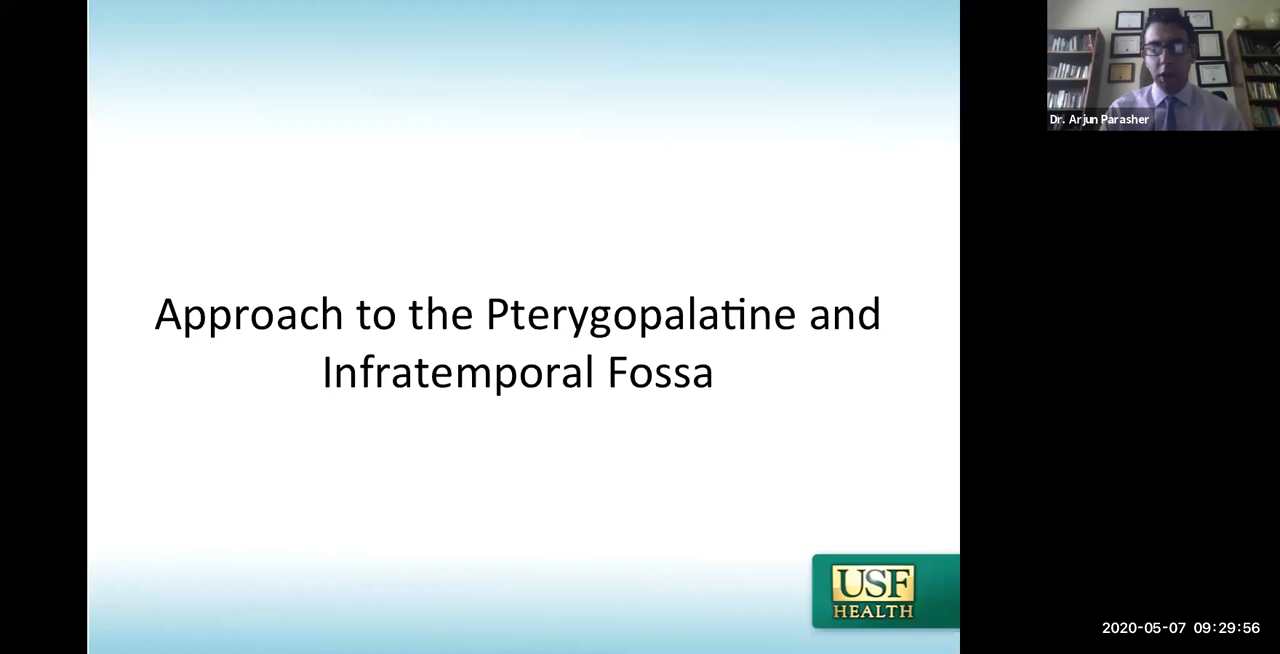 Dr. Arjun Parasher
Approach to the Pterygopalatine and
Infratemporal Fossa
USF
HEALTH
2020-05-07 09:29:56